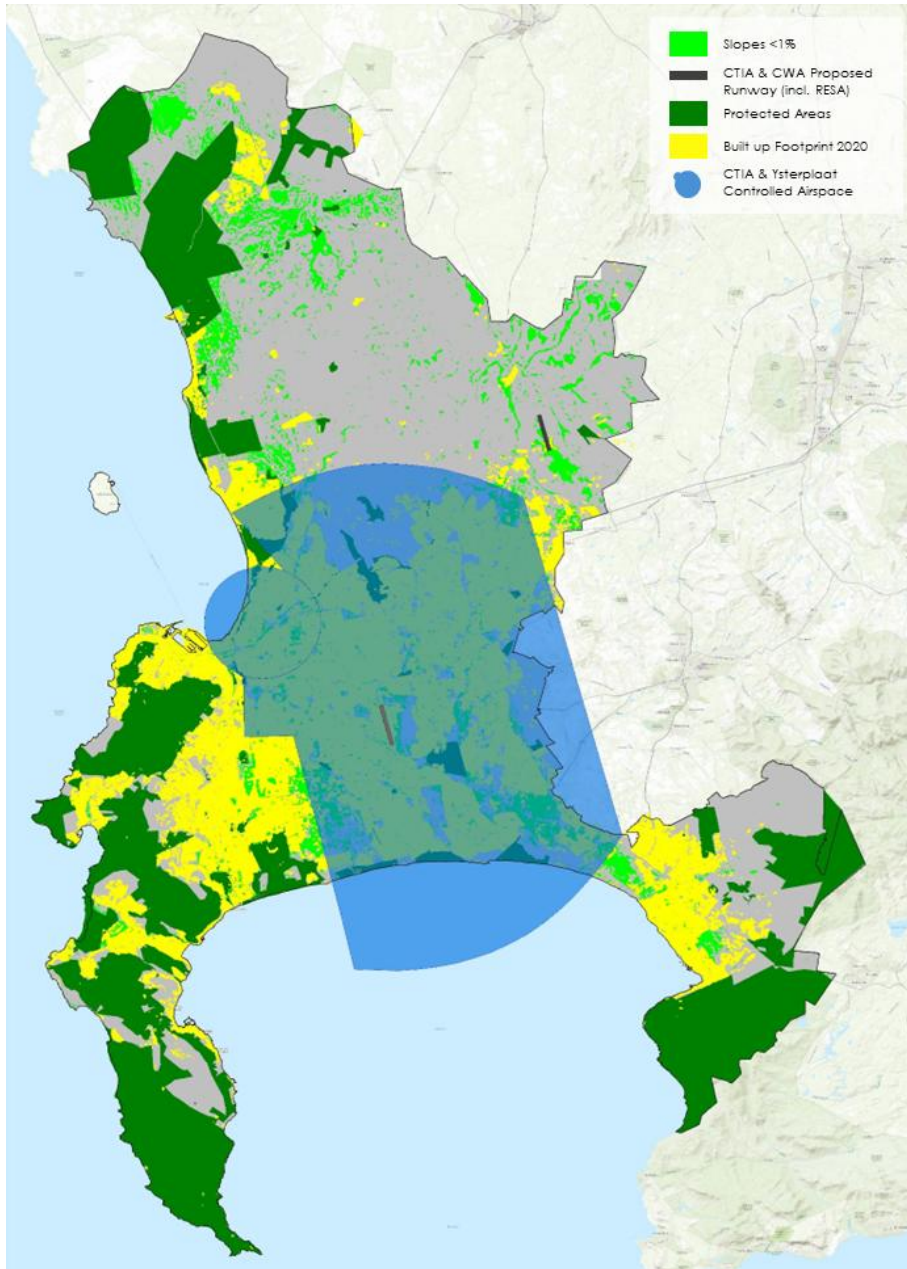 Slopes <1%
CTIA & CWA Proposed
Runway (incl. RESA)
Protected Areas
Built up Footprint 2020
CTIA & Ysterplaat
Controlled Airspace